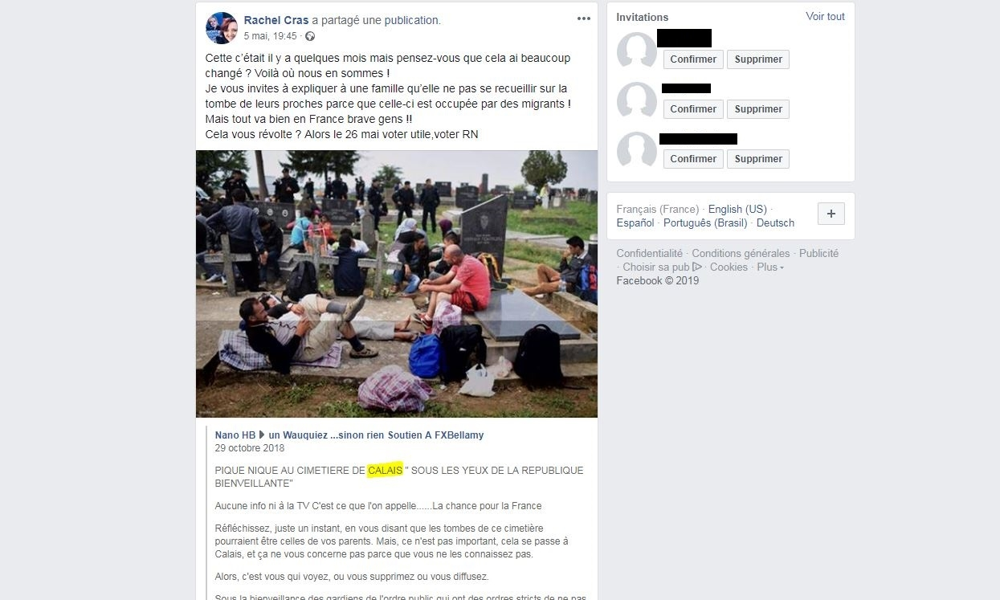 Rachel Cras a partagé une publication.
5 mai, 19:45 ·
Cette c'était il y a quelques mois mais pensez-vous que cela ai beaucoup
changé ? Voilà où nous en sommes !
Je vous invites à expliquer à une famille qu'elle ne pas se recueillir sur la
tombe de leurs proches parce que celle-ci est occupée par des migrants !
Mais tout va bien en France brave gens !!
Cela vous révolte ? Alors le 26 mai voter utile,voter RN
Nano HB un Wauquiez ...sinon rien Soutien A FXBellamy
29 octobre 2018
PIQUE NIQUE AU CIMETIERE DE CALAIS " SOUS LES YEUX DE LA REPUBLIQUE
BIENVEILLANTE"
Aucune info ni á la TV C'est ce que l'on appelle......La chance pour la France
Réfléchissez, juste un instant, en vous disant que les tombes de ce cimetière
pourraient être celles de vos parents. Mais, ce n'est pas important, cela se passe à
Calais, et ça ne vous concerne pas parce que vous ne les connaissez pas.
Alors, c'est vous qui voyez, ou vous supprimez ou vous diffusez.
Sous la bienveillance des gardiens de l'ordre public qui ont des ordres stricts de ne pas
Invitations Voir tout
Confirmer Supprimer
Confirmer Supprimer
Confirmer Supprimer
Français (France) · English (US) ·
Español · Português (Brasil) · Deutsch
+
Confidentialité · Conditions générales · Publicité
· Choisir sa pub · Cookies · Plus
Facebook © 2019